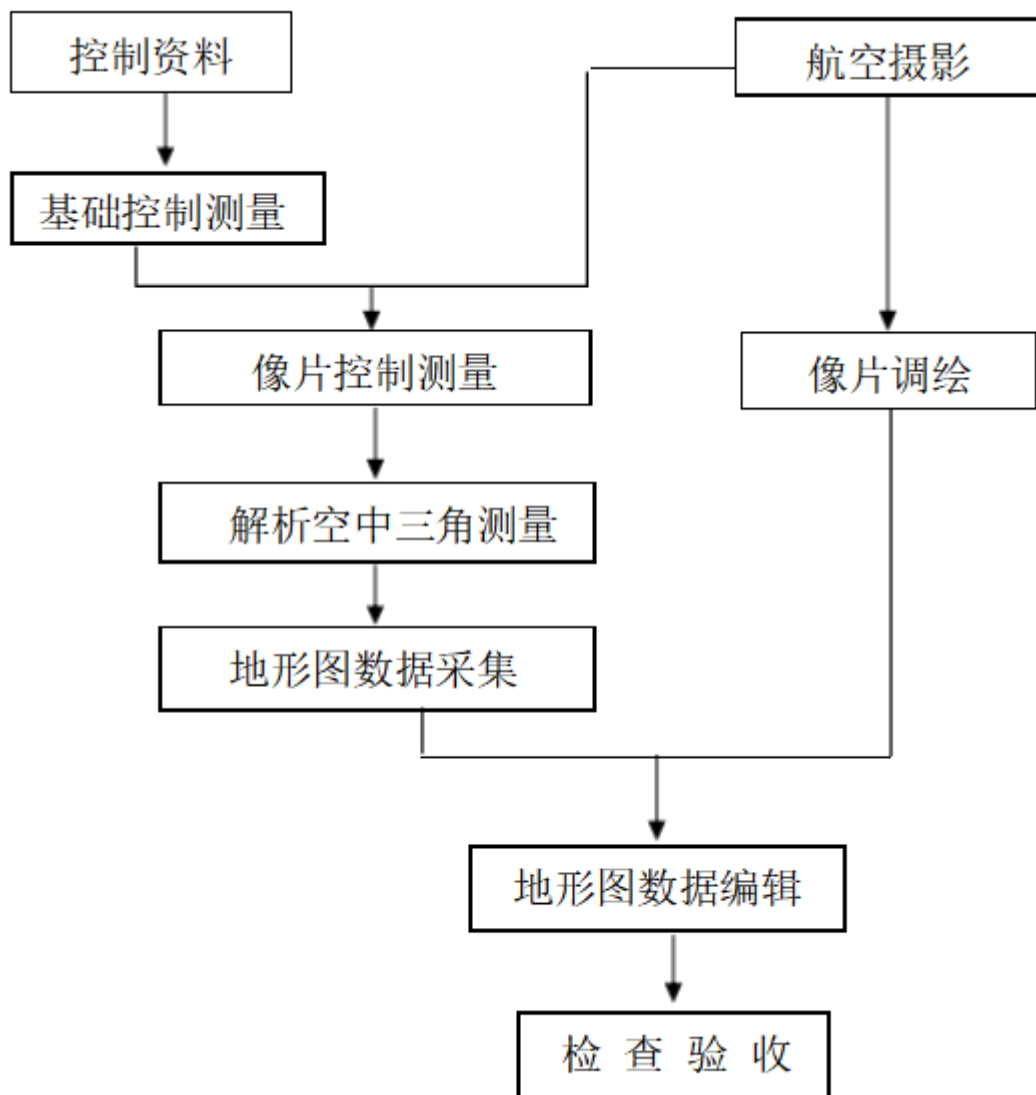 控制资料
航空摄影
基础控制测量
像片控制测量
像片调绘
解析空中三角测量
地形图数据采集
地形图数据编辑
检 查 验 收